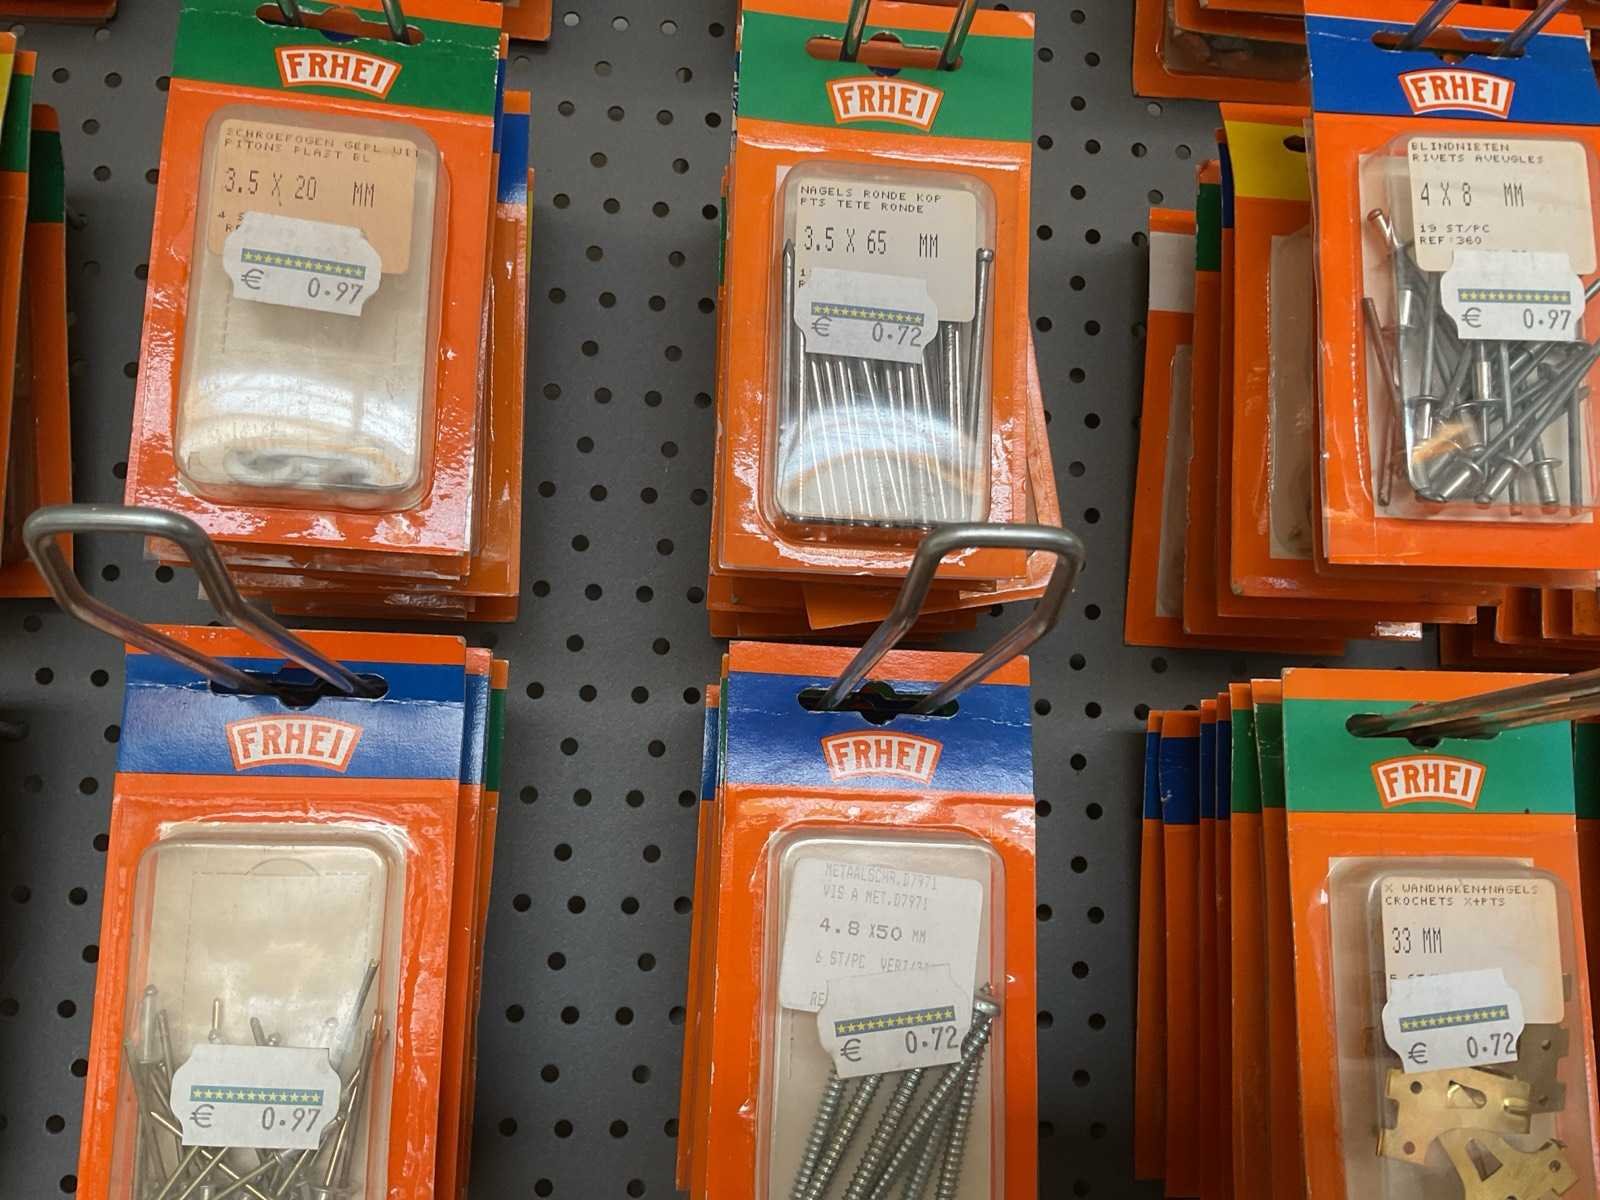 FRHEI
SCHROEFOGEN GEPL WIT
PITONS PLAST BL
3.5 X 20 MM
€ 0.97
FRHEI
NAGELS RONDE KOP
PTS TETE RONDE
3.5 X 65 MM
€ 0.72
FRHEI
BLINDNIETEN
RIVETS AVEUGLES
4 X 8 MM
19 ST/PC
REF:360
€ 0.97
FRHEI
€ 0.97
FRHEI
METAALSCHR.D7971
VIS A MET.D7971
4.8 X50 MM
6 ST/PC
€ 0.72
FRHEI
X WANDHAKEN+NAGELS
CROCHETS X+PTS
33 MM
€ 0.72